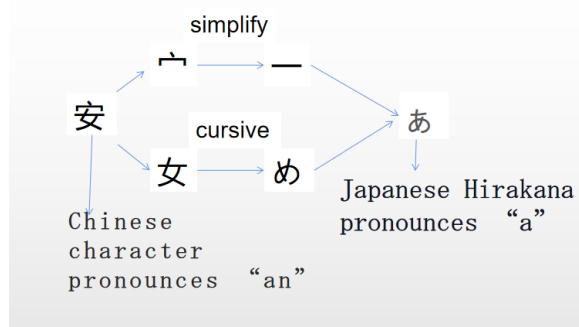 simplify
宀 一
安 あ
cursive
女 め
Japanese Hirakana
pronounces “a”
Chinese
character
pronounces “an”